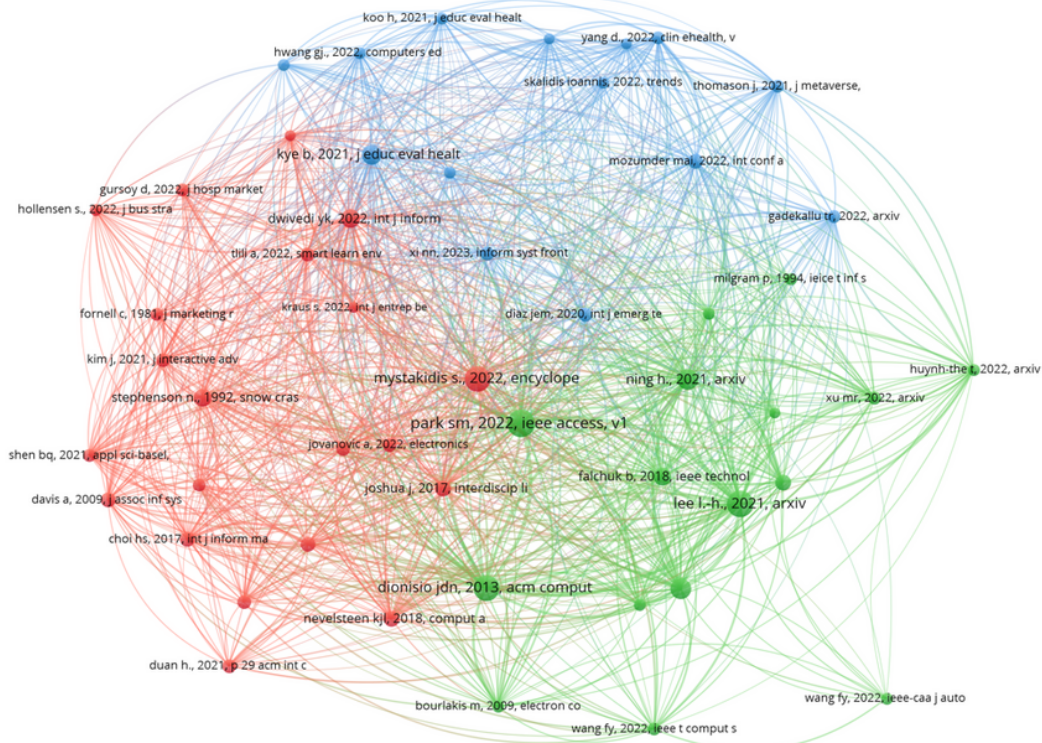 koo h, 2021, j educ eval healt
yang d., 2022, clin ehealth, v
hwang gj., 2022, computers ed
skalidis ioannis, 2022, trends
thomason j, 2021, j metaverse,
kye b, 2021, j educ eval healt
mozumder mai, 2022, int conf a
gursoy d, 2022, j hosp market
hollensen s., 2022, j bus stra
dwivedi yk, 2022, int j inform
gadekallu tr, 2022, arxiv
tlili a, 2022, smart learn env
xi nn, 2023, inform syst front
milgram p, 1994, ieice t inf s
kraus s, 2022, int j entrep be
fornell c, 1981, j marketing r
diaz jem, 2020, int j emerg te
kim j, 2021, j interactive adv
huynh-the t, 2022, arxiv
mystakidis s., 2022, encyclope
ning h., 2021, arxiv
stephenson n., 1992, snow cras
xu mr, 2022, arxiv
park sm, 2022, ieee access, v1
jovanovic a, 2022, electronics
shen bq, 2021, appl sci-basel,
falchuk b, 2018, ieee technol
joshua j, 2017, interdiscip li
davis a, 2009, j assoc inf sys
lee l.-h., 2021, arxiv
choi hs, 2017, int j inform ma
dionisio jdn, 2013, acm comput
nevelsteen kjl, 2018, comput a
duan h., 2021, p 29 acm int c
wang fy, 2022, ieee-caa j auto
bourlakis m, 2009, electron co
wang fy, 2022, ieee t comput s